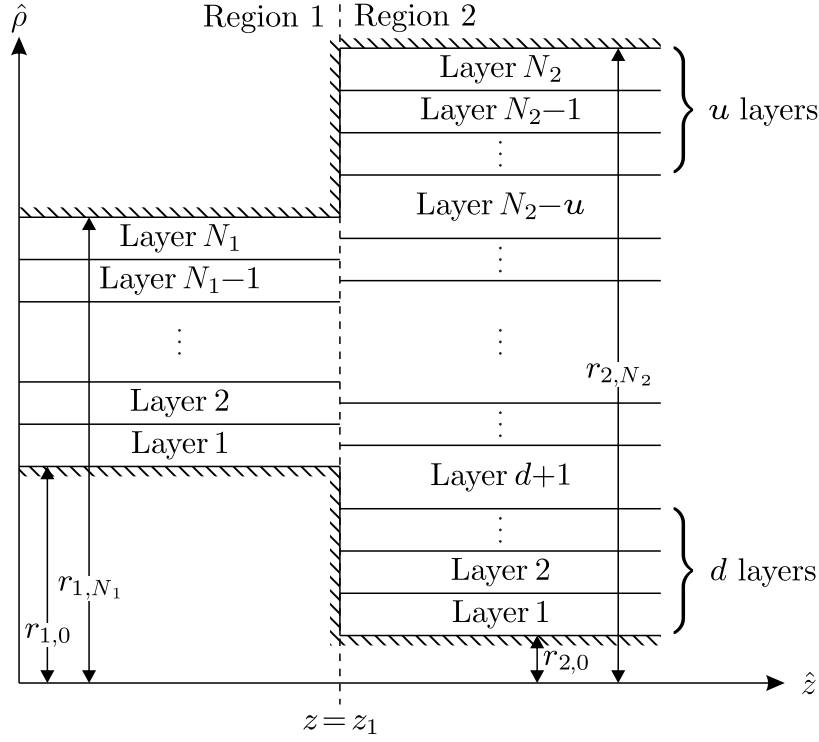 ρ̂
Region 1
Region 2
Layer N₂
Layer N₂−1
⋮
u layers
Layer N₂−u
⋮
Layer N₁
Layer N₁−1
⋮
⋮
r₂,N₂
Layer 2
⋮
Layer 1
Layer d+1
⋮
Layer 2
d layers
Layer 1
r₁,N₁
r₁,₀
r₂,₀
ẑ
z = z₁